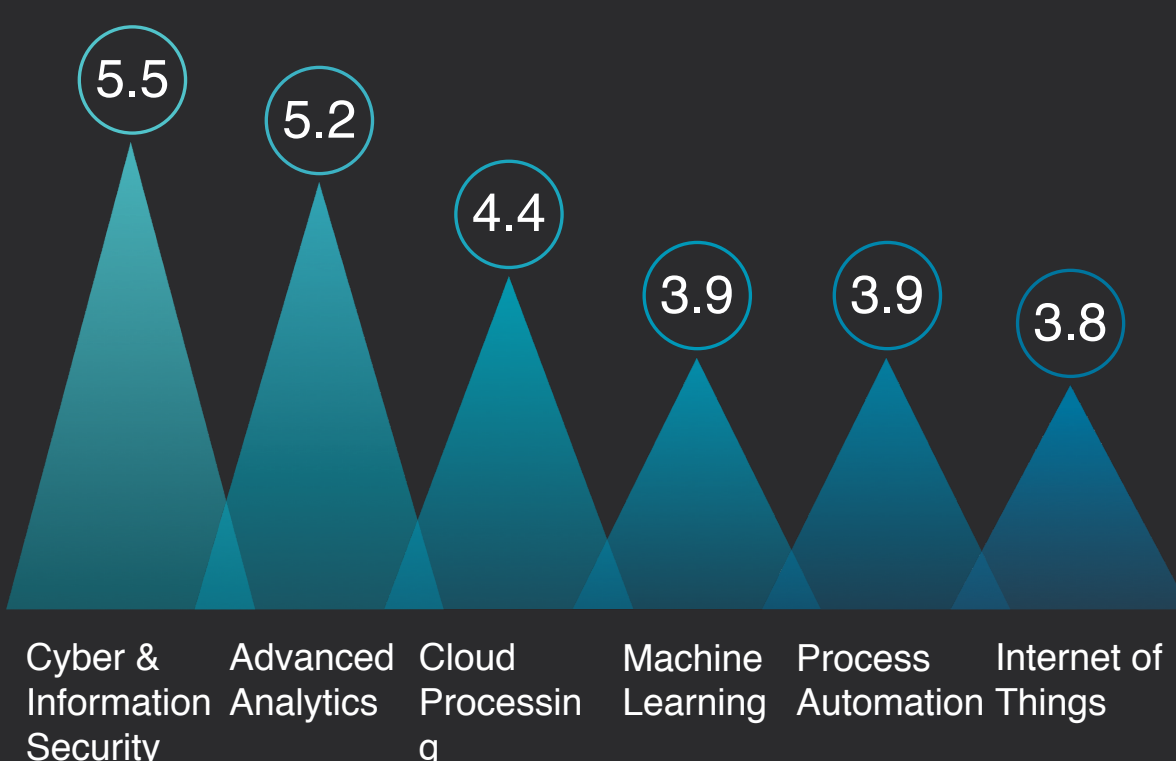 5.5
5.2
4.4
3.9
3.9
3.8
Cyber &
Information
Security
Advanced
Analytics
Cloud
Processin
g
Machine
Learning
Process
Automation
Internet of
Things